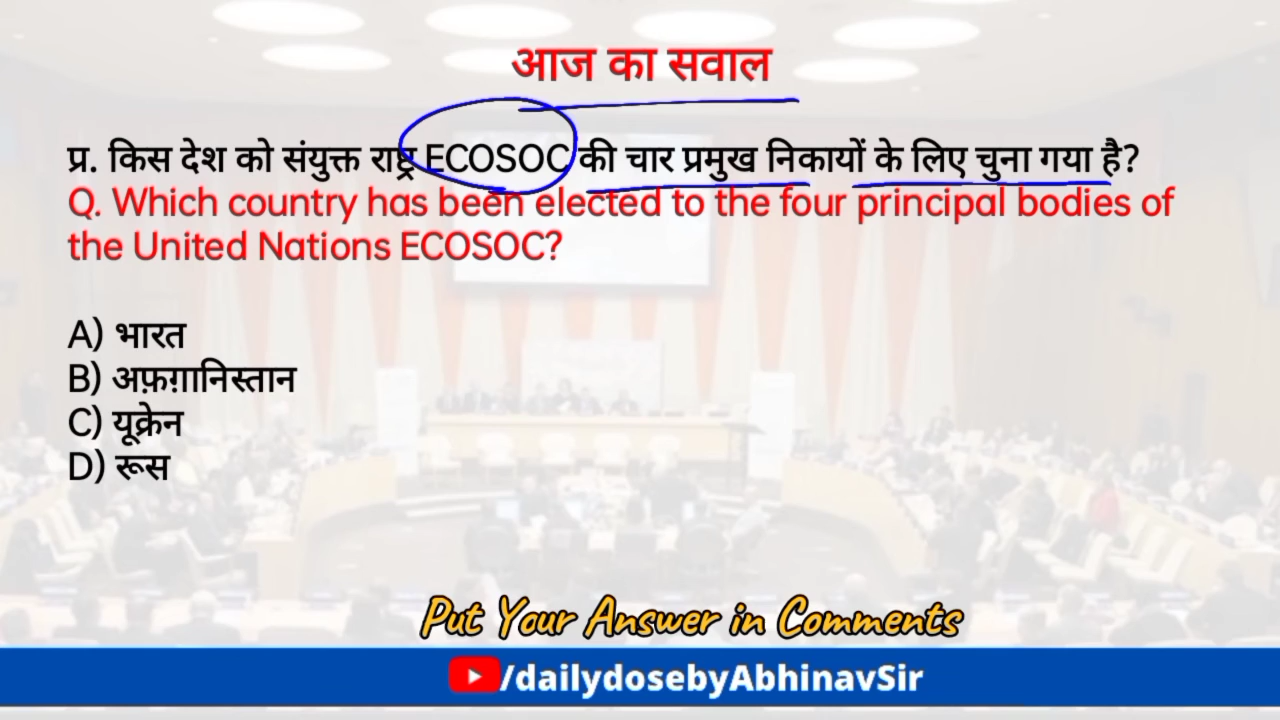 आज का सवाल
प्र. किस देश को संयुक्त राष्ट्र ECOSOC की चार प्रमुख निकायों के लिए चुना गया है?
Q. Which country has been elected to the four principal bodies of
the United Nations ECOSOC?
A) भारत
B) अफ़ग़ानिस्तान
C) यूक्रेन
D) रूस
Put Your Answer in Comments
/dailydosebyAbhinavSir